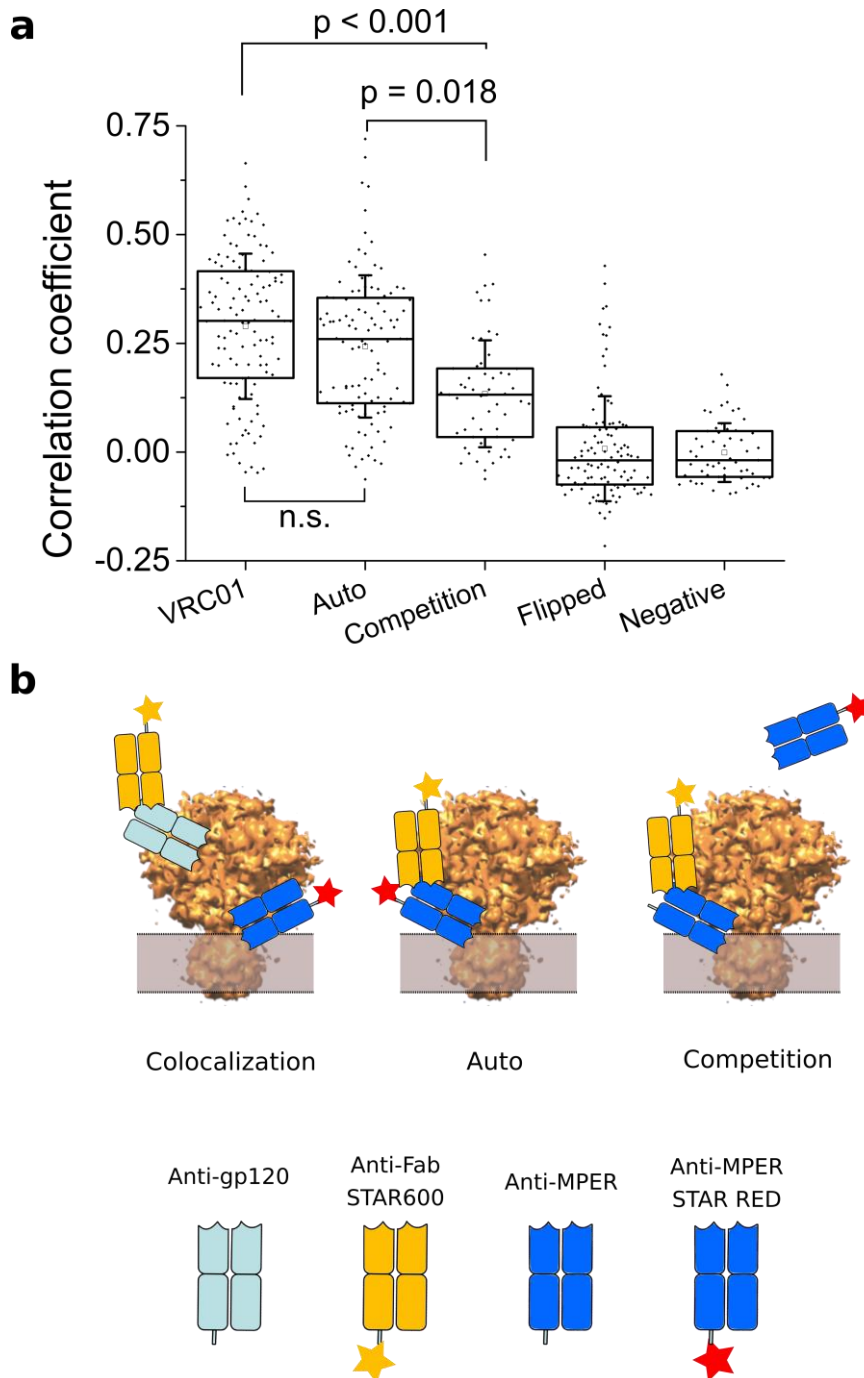 a
p < 0.001
p = 0.018
0.75
0.50
0.25
0.00
-0.25
Correlation coefficient
n.s.
VRC01
Auto
Competition
Flipped
Negative
b
Colocalization
Auto
Competition
Anti-gp120
Anti-Fab
STAR600
Anti-MPER
Anti-MPER
STAR RED